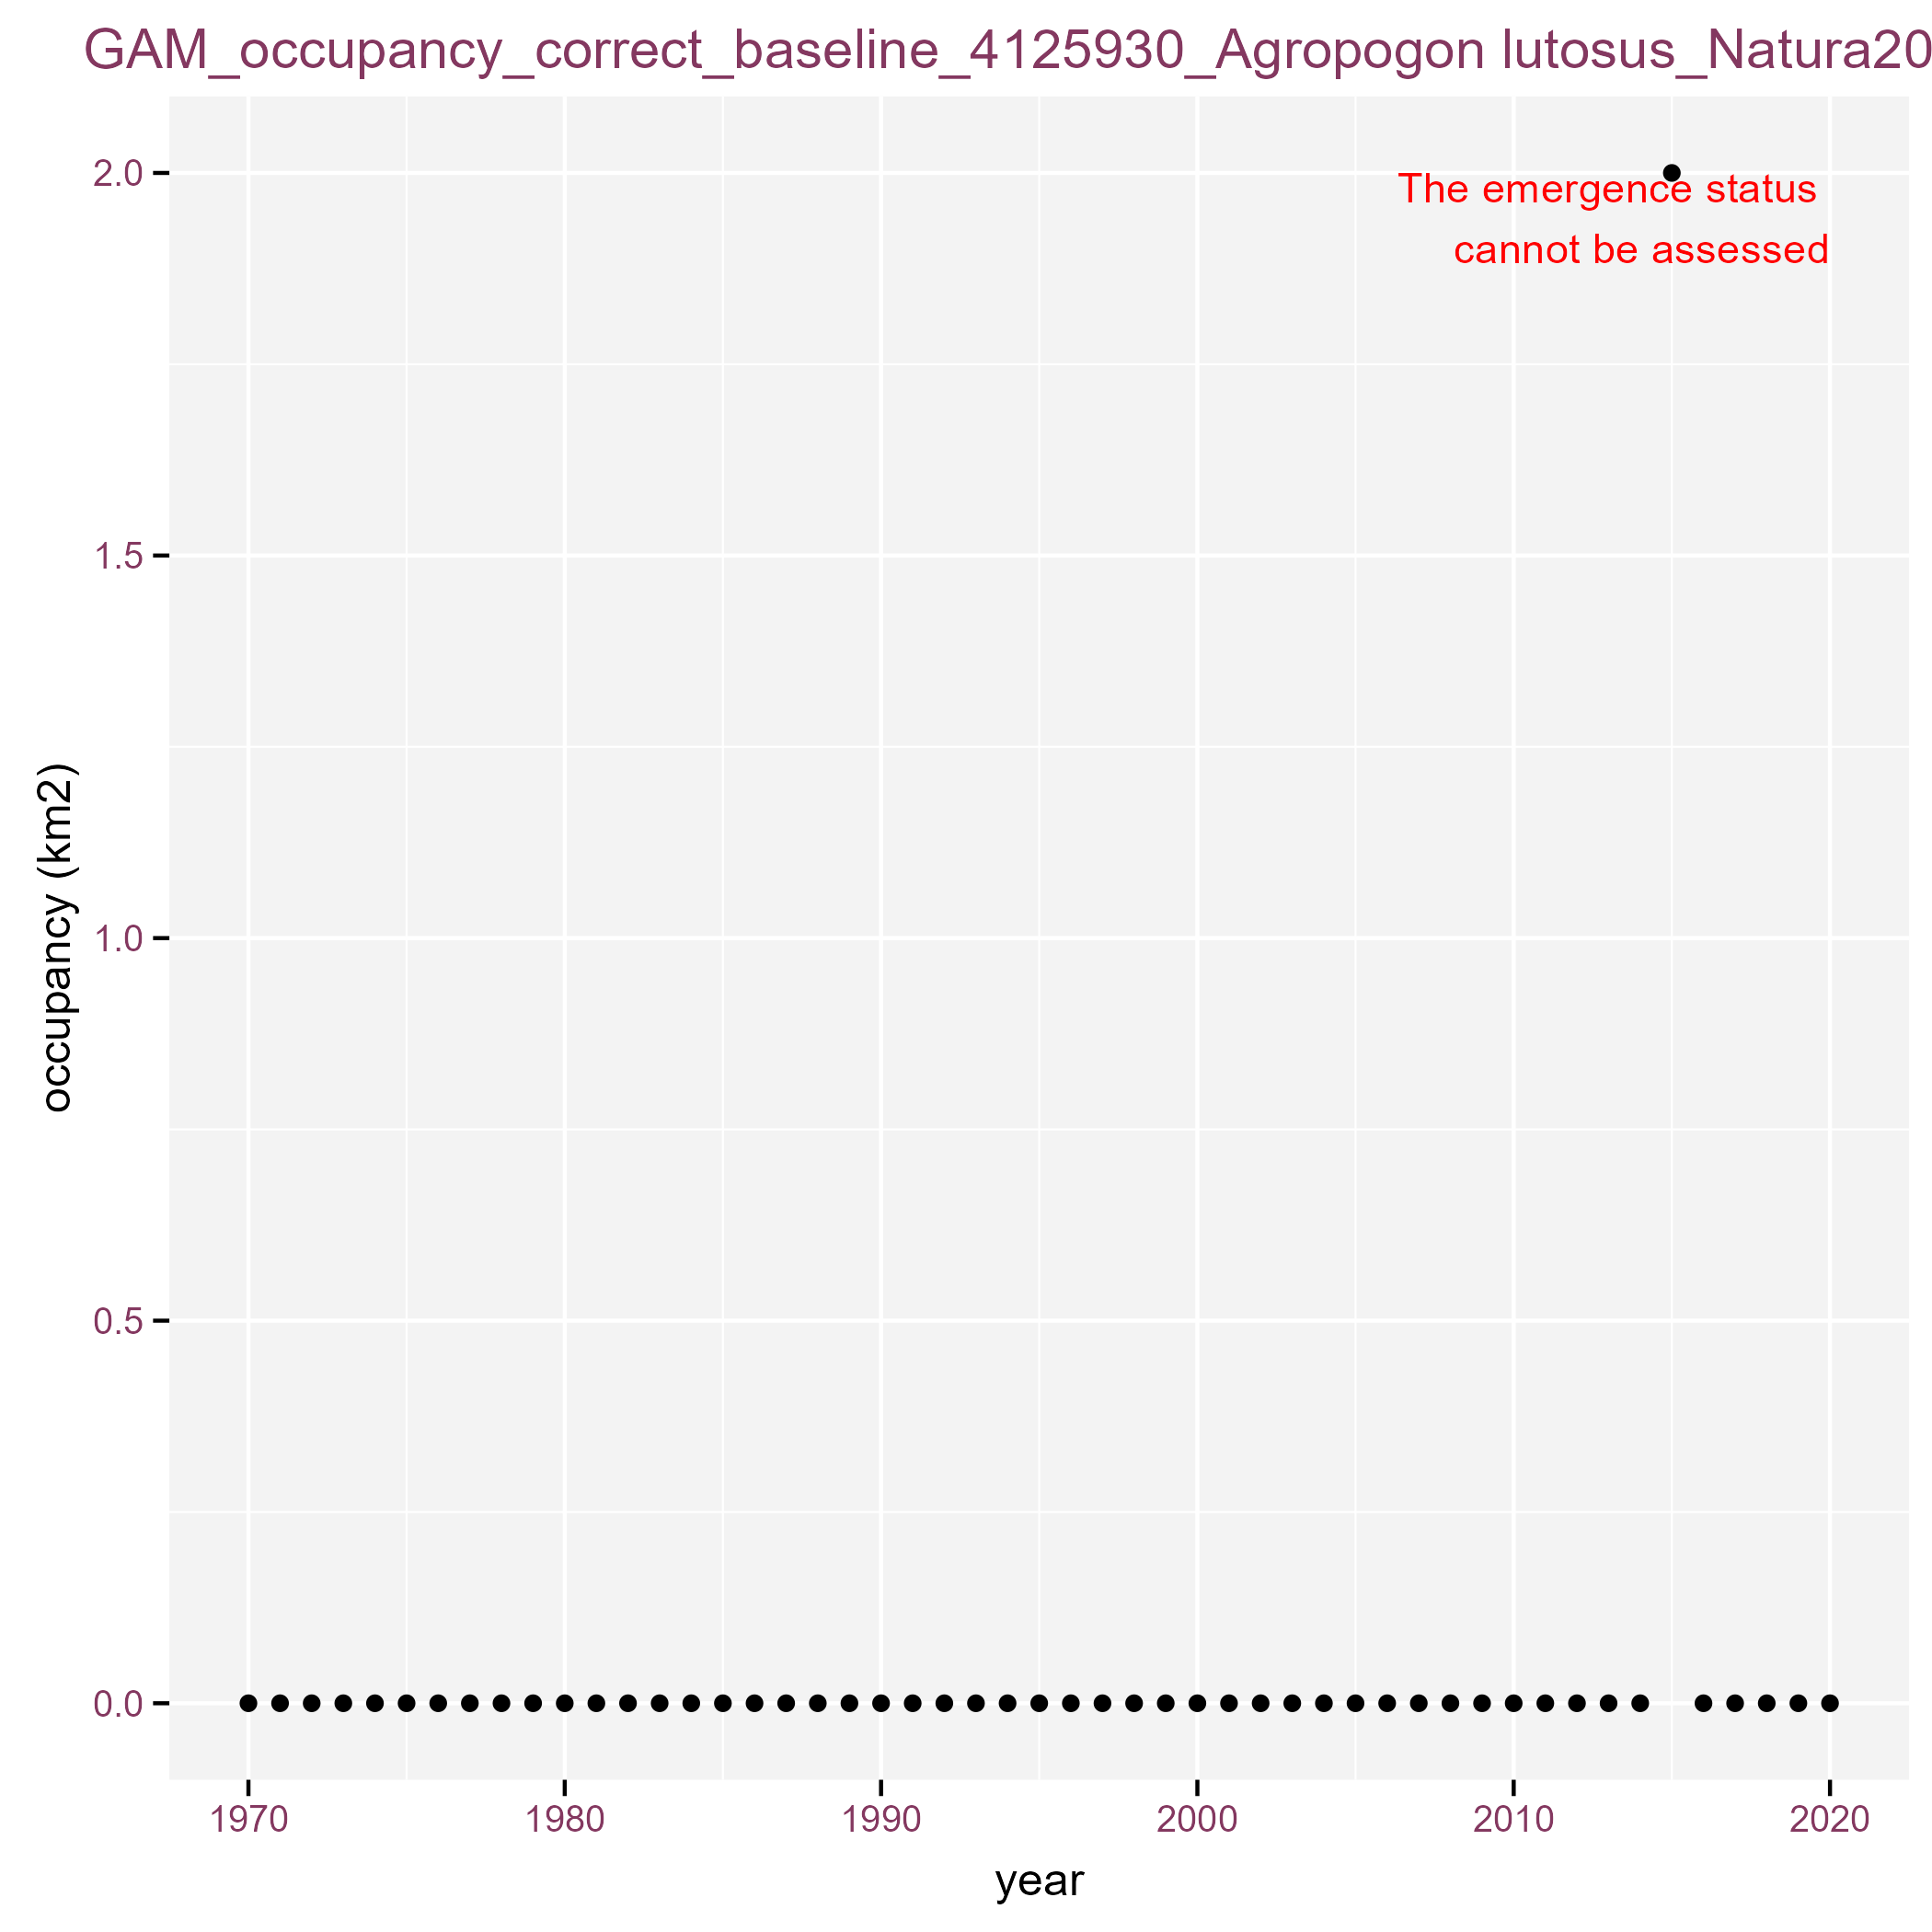 GAM_occupancy_correct_baseline_4125930_Agropogon lutosus_Natura20
2.0
The emergence status
cannot be assessed
1.5
1.0
0.5
0.0
occupancy (km2)
1970 1980 1990 2000 2010 2020
year